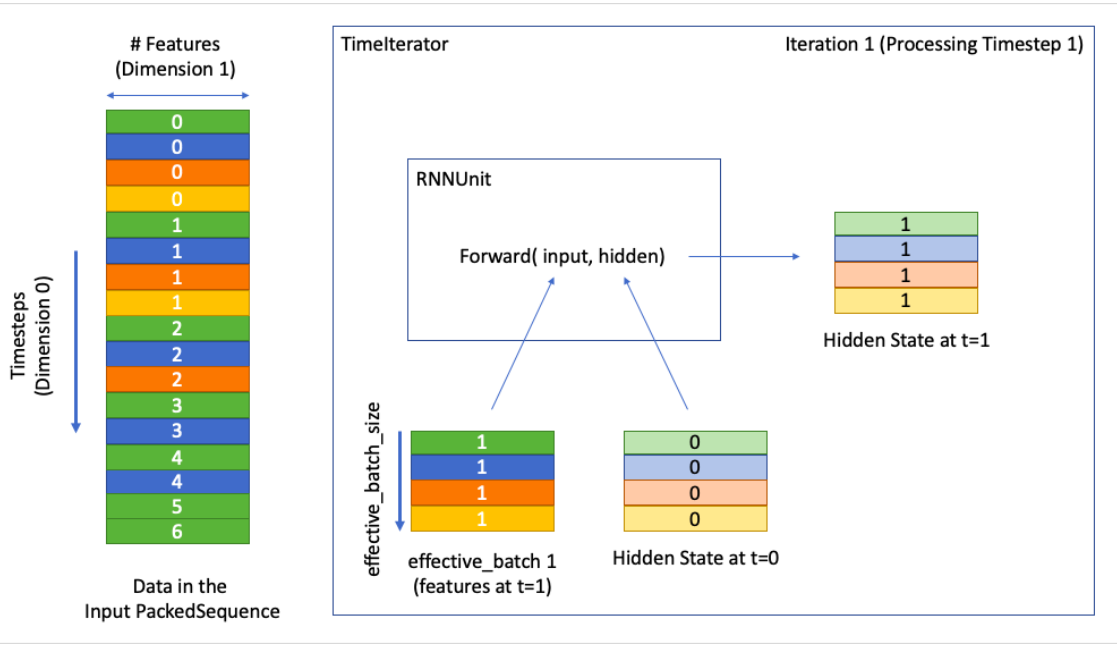 # Features
(Dimension 1)
Timesteps
(Dimension 0)
0
0
0
0
1
1
1
1
2
2
2
3
3
4
4
5
6
Data in the
Input PackedSequence
TimeIterator
Iteration 1 (Processing Timestep 1)
RNNUnit
Forward( input, hidden)
1
1
1
1
Hidden State at t=1
effective_batch_size
1
1
1
1
effective_batch 1
(features at t=1)
0
0
0
0
Hidden State at t=0